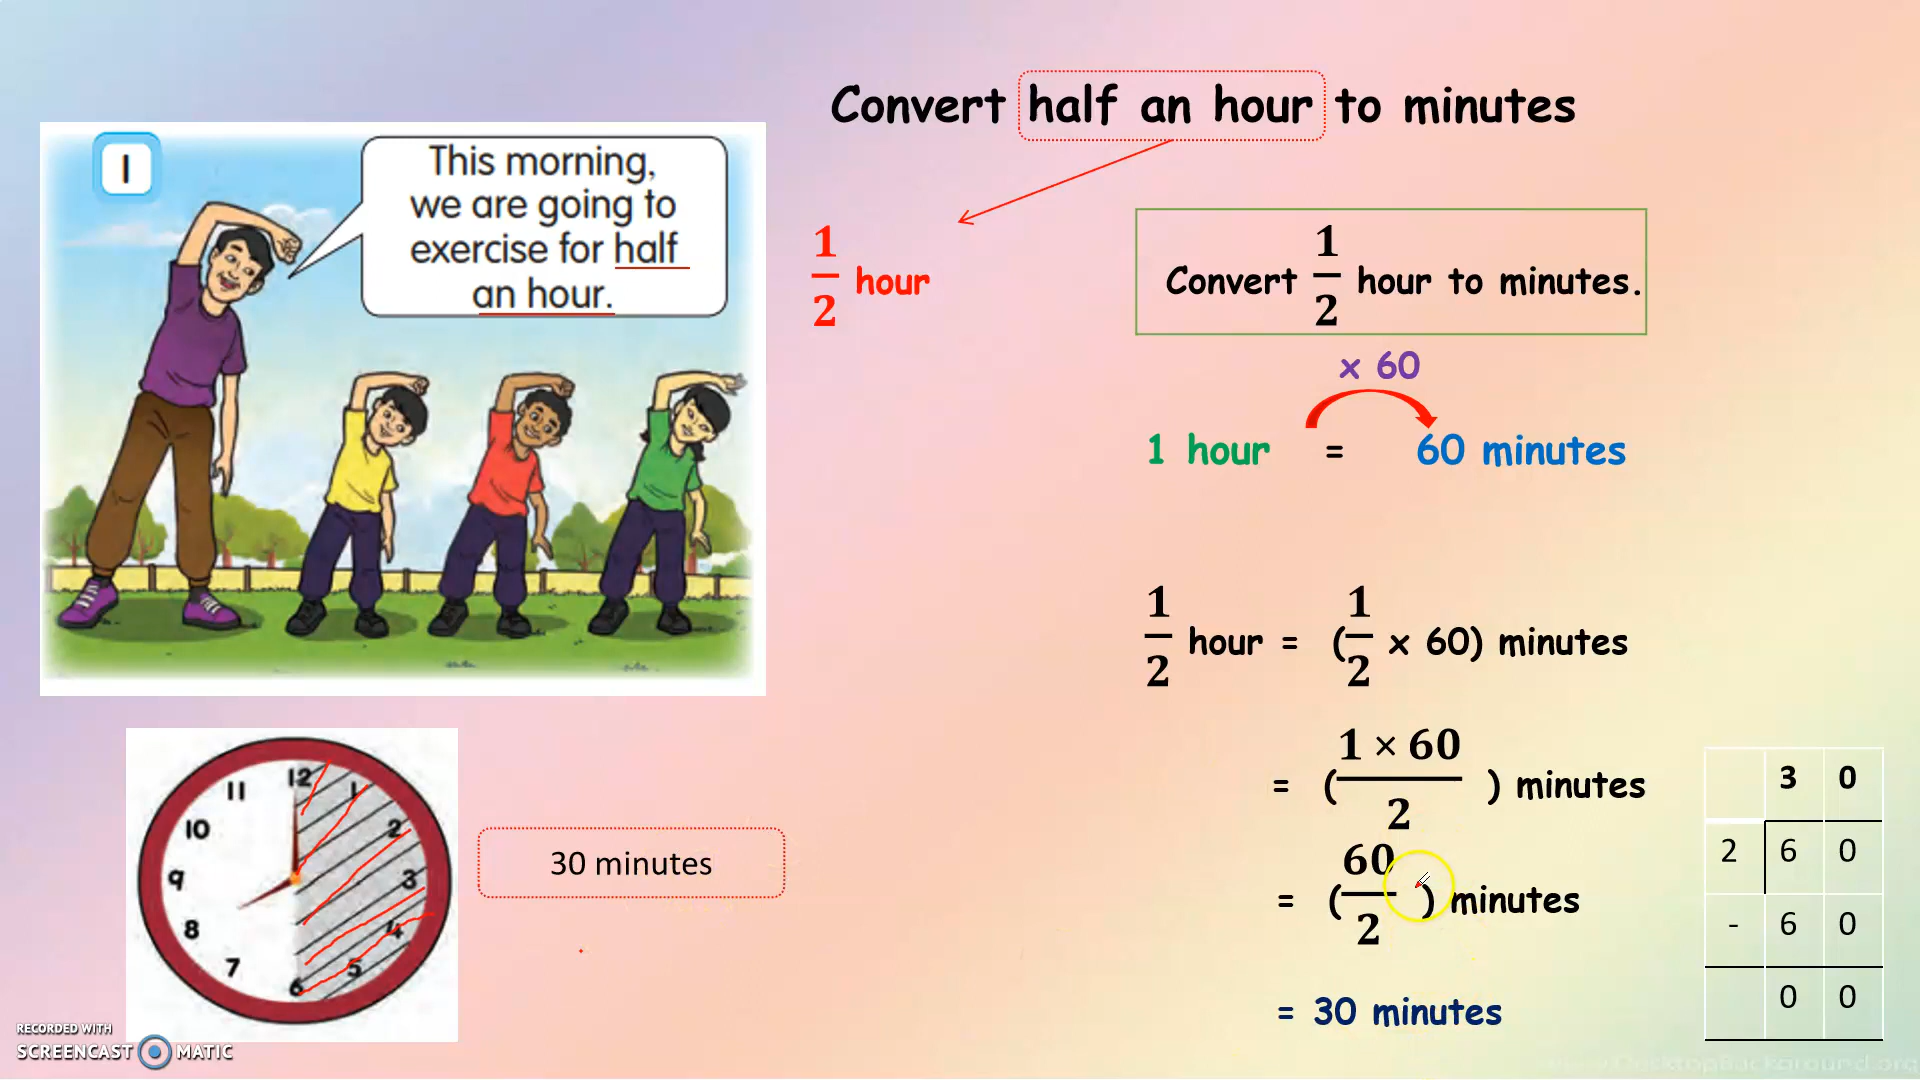 Convert half an hour to minutes
1
This morning,
we are going to
exercise for half
an hour.
1
2
hour
Convert 1/2 hour to minutes.
x 60
1 hour = 60 minutes
1/2 hour = (1/2 x 60) minutes
= (1 × 60/2) minutes
= (60/2) minutes
= 30 minutes
3 0
2 6 0
- 6 0
0 0
12
1
2
3
4
5
6
7
8
9
10
11
30 minutes
RECORDED WITH
SCREENCAST MATIC